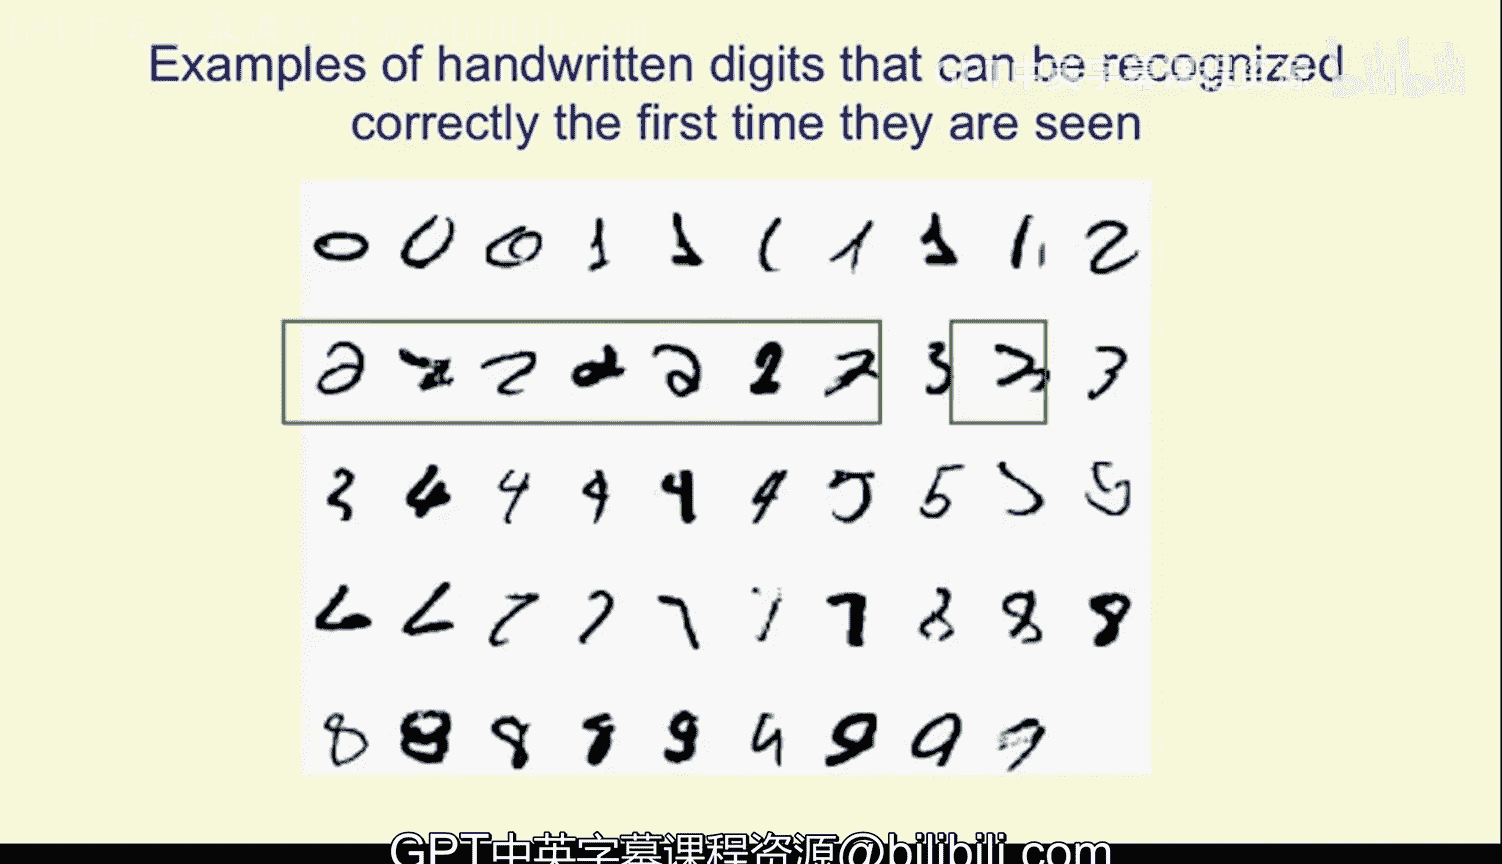 Examples of handwritten digits that can be recognized
correctly the first time they are seen
0 0 0 1 1 1 1 1 1 2
2 2 2 2 2 2 2 3 3 3
3 4 4 4 4 4 5 5 5 5
6 6 7 7 7 7 7 8 8 8
8 8 8 8 9 9 9 9 9
GPT中英字幕课程资源@bilibili.com